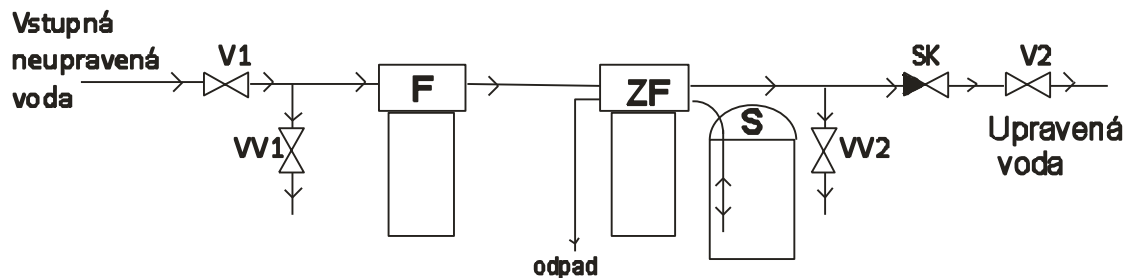 Vstupná
neupravená
voda
V1
VV1
F
ZF
odpad
S
VV2
SK
V2
Upravená
voda